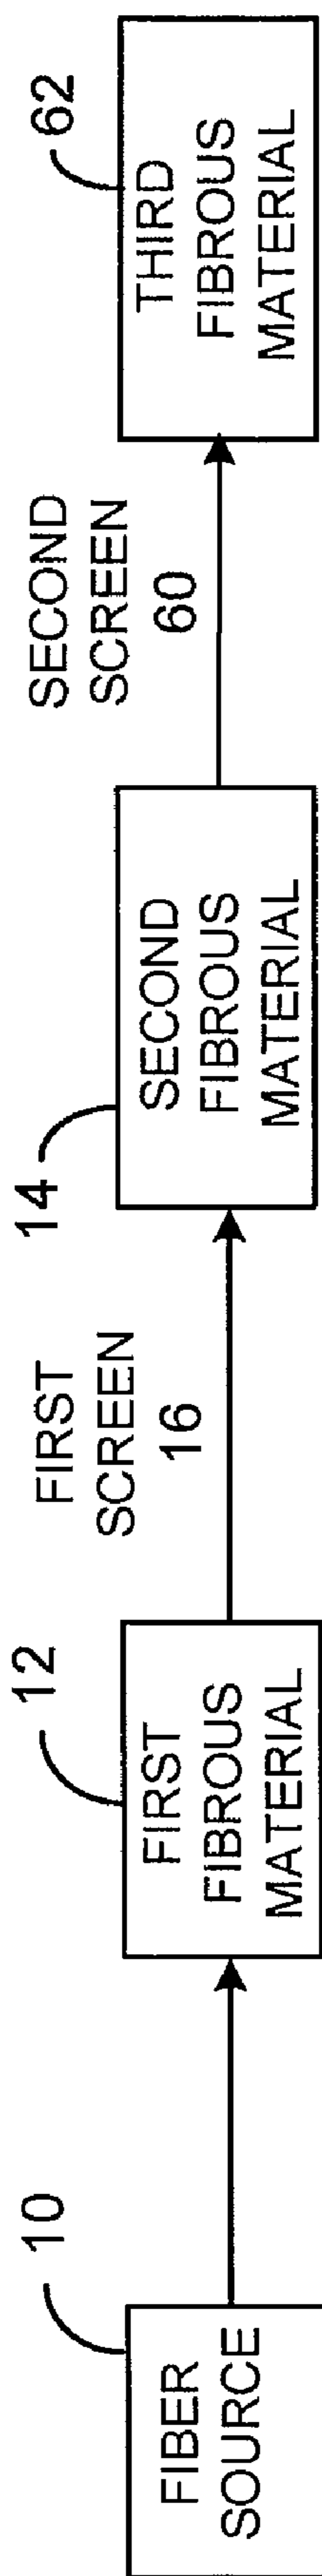 10
FIBER
SOURCE
12
FIRST
FIBROUS
MATERIAL
FIRST
SCREEN
16
14
SECOND
FIBROUS
MATERIAL
SECOND
SCREEN
60
62
THIRD
FIBROUS
MATERIAL